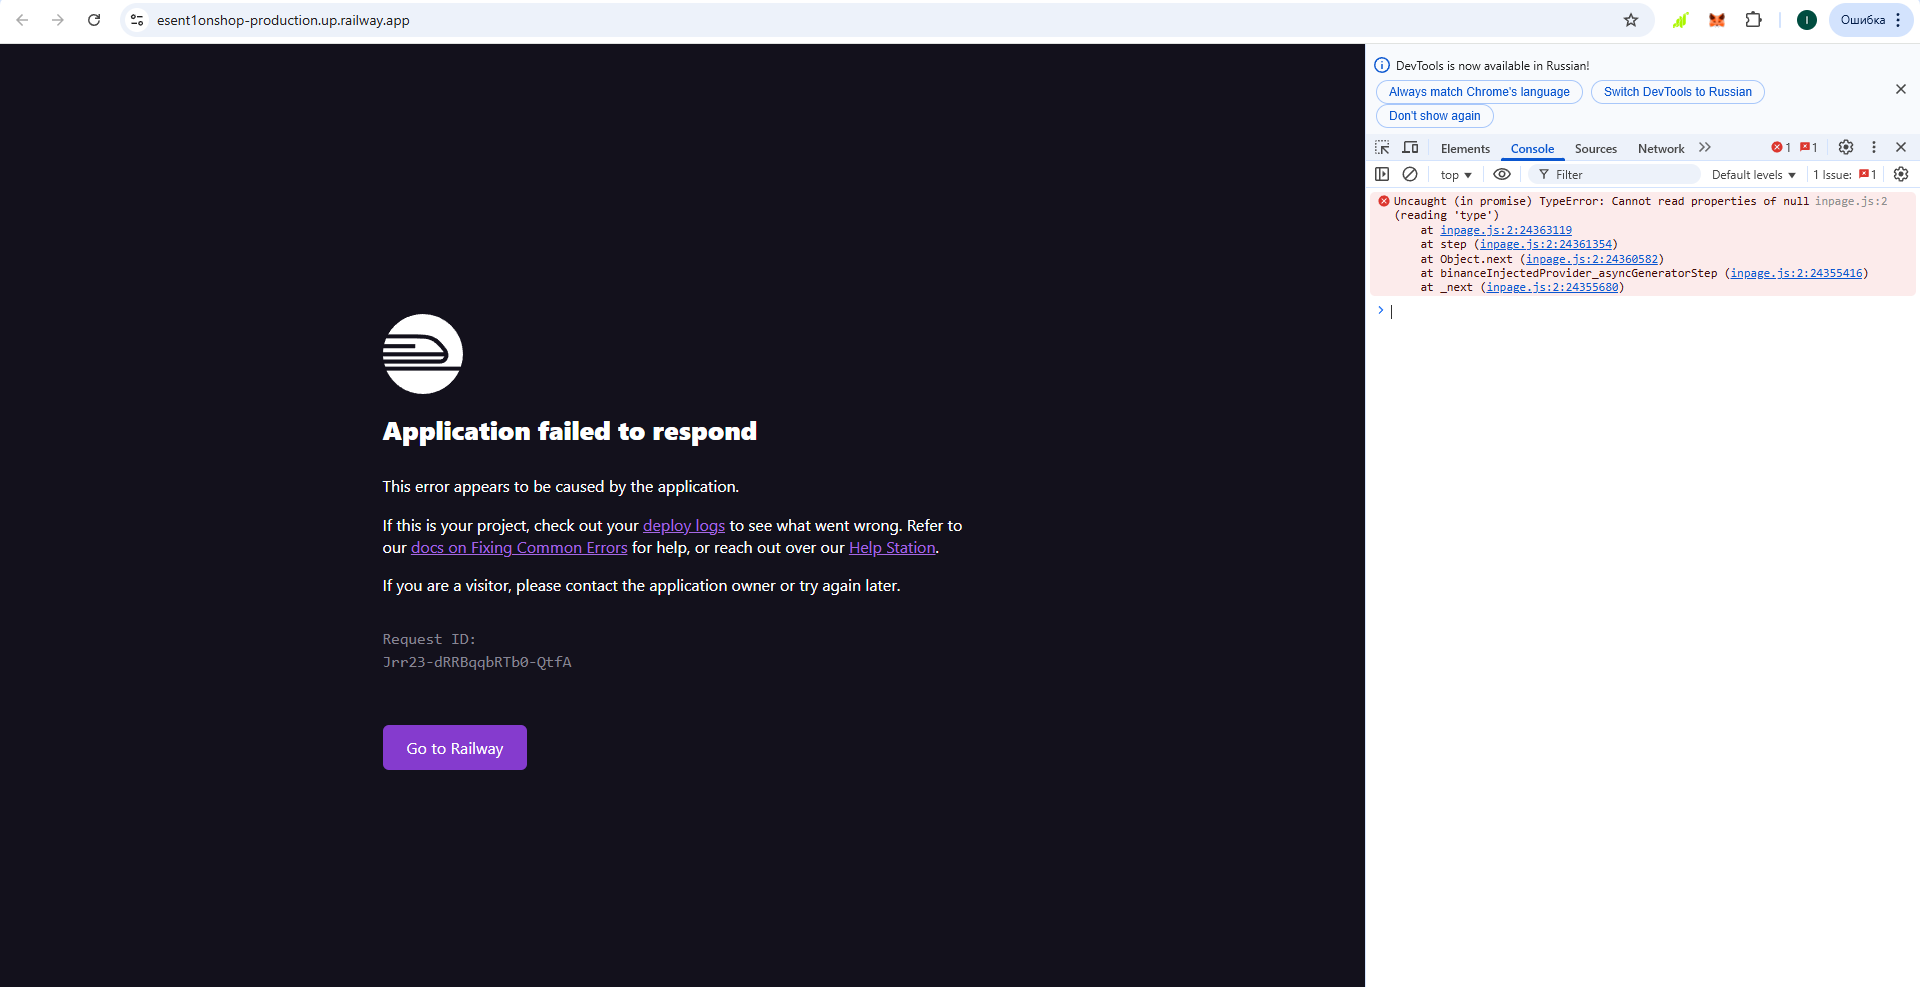 esent1onshop-production.up.railway.app
I
Ошибка
Application failed to respond
This error appears to be caused by the application.
If this is your project, check out your deploy logs to see what went wrong. Refer to
our docs on Fixing Common Errors for help, or reach out over our Help Station.
If you are a visitor, please contact the application owner or try again later.
Request ID:
Jrr23-dRRBqqbRTb0-QtfA
Go to Railway
DevTools is now available in Russian!
Always match Chrome's language
Switch DevTools to Russian
Don't show again
Elements
Console
Sources
Network
1
1
top
Filter
Default levels
1 Issue:
1
Uncaught (in promise) TypeError: Cannot read properties of null inpage.js:2
(reading 'type')
at inpage.js:2:24363119
at step (inpage.js:2:24361354)
at Object.next (inpage.js:2:24360582)
at binanceInjectedProvider_asyncGeneratorStep (inpage.js:2:24355416)
at _next (inpage.js:2:24355680)